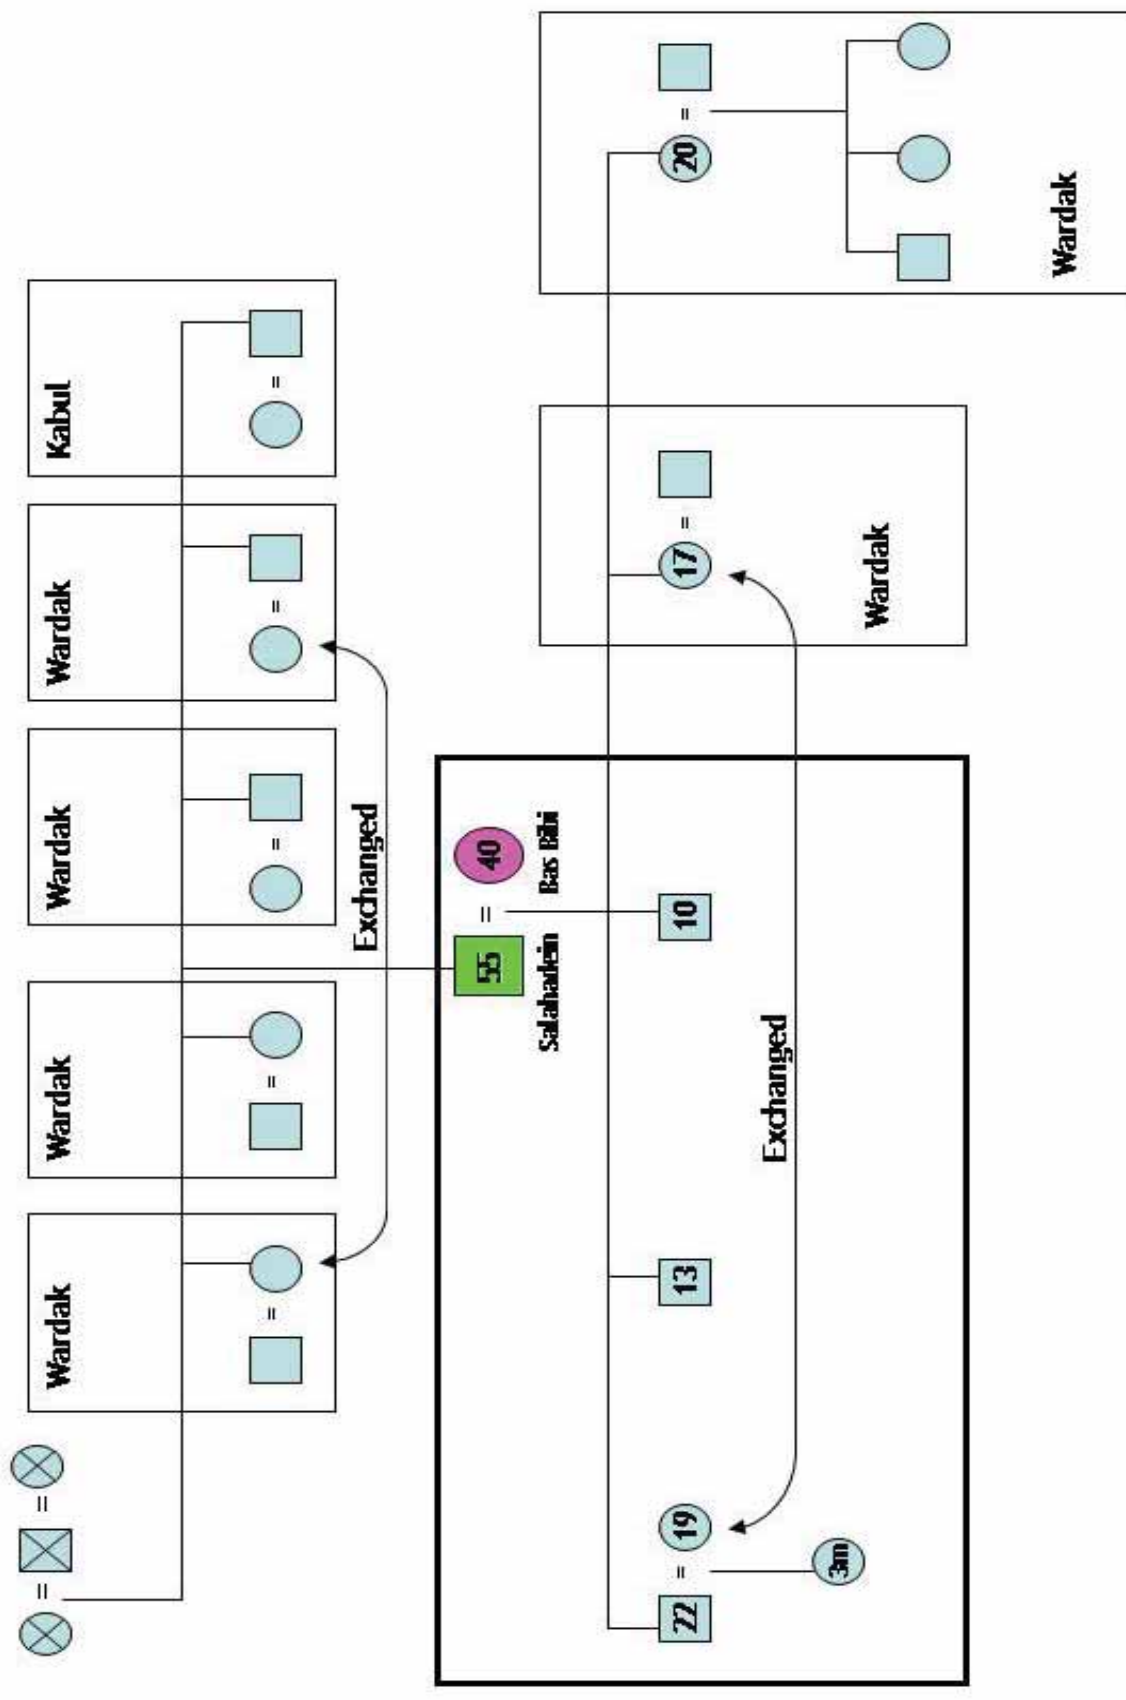 = =
Wardak
Wardak
Wardak
Wardak
Kabul
= = = = =
Exchanged
55 = 40
Salahadein Bas Bibi
22 = 19 13 10 17 = 20 =
Exchanged
3m
Wardak
Wardak